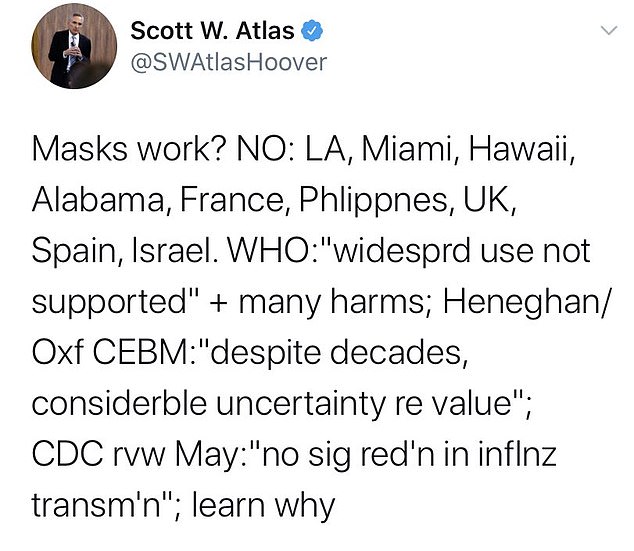 Scott W. Atlas
@SWAtlasHoover
Masks work? NO: LA, Miami, Hawaii,
Alabama, France, Phlippnes, UK,
Spain, Israel. WHO:"widesprd use not
supported" + many harms; Heneghan/
Oxf CEBM:"despite decades,
considerble uncertainty re value";
CDC rvw May:"no sig red'n in inflnz
transm'n"; learn why